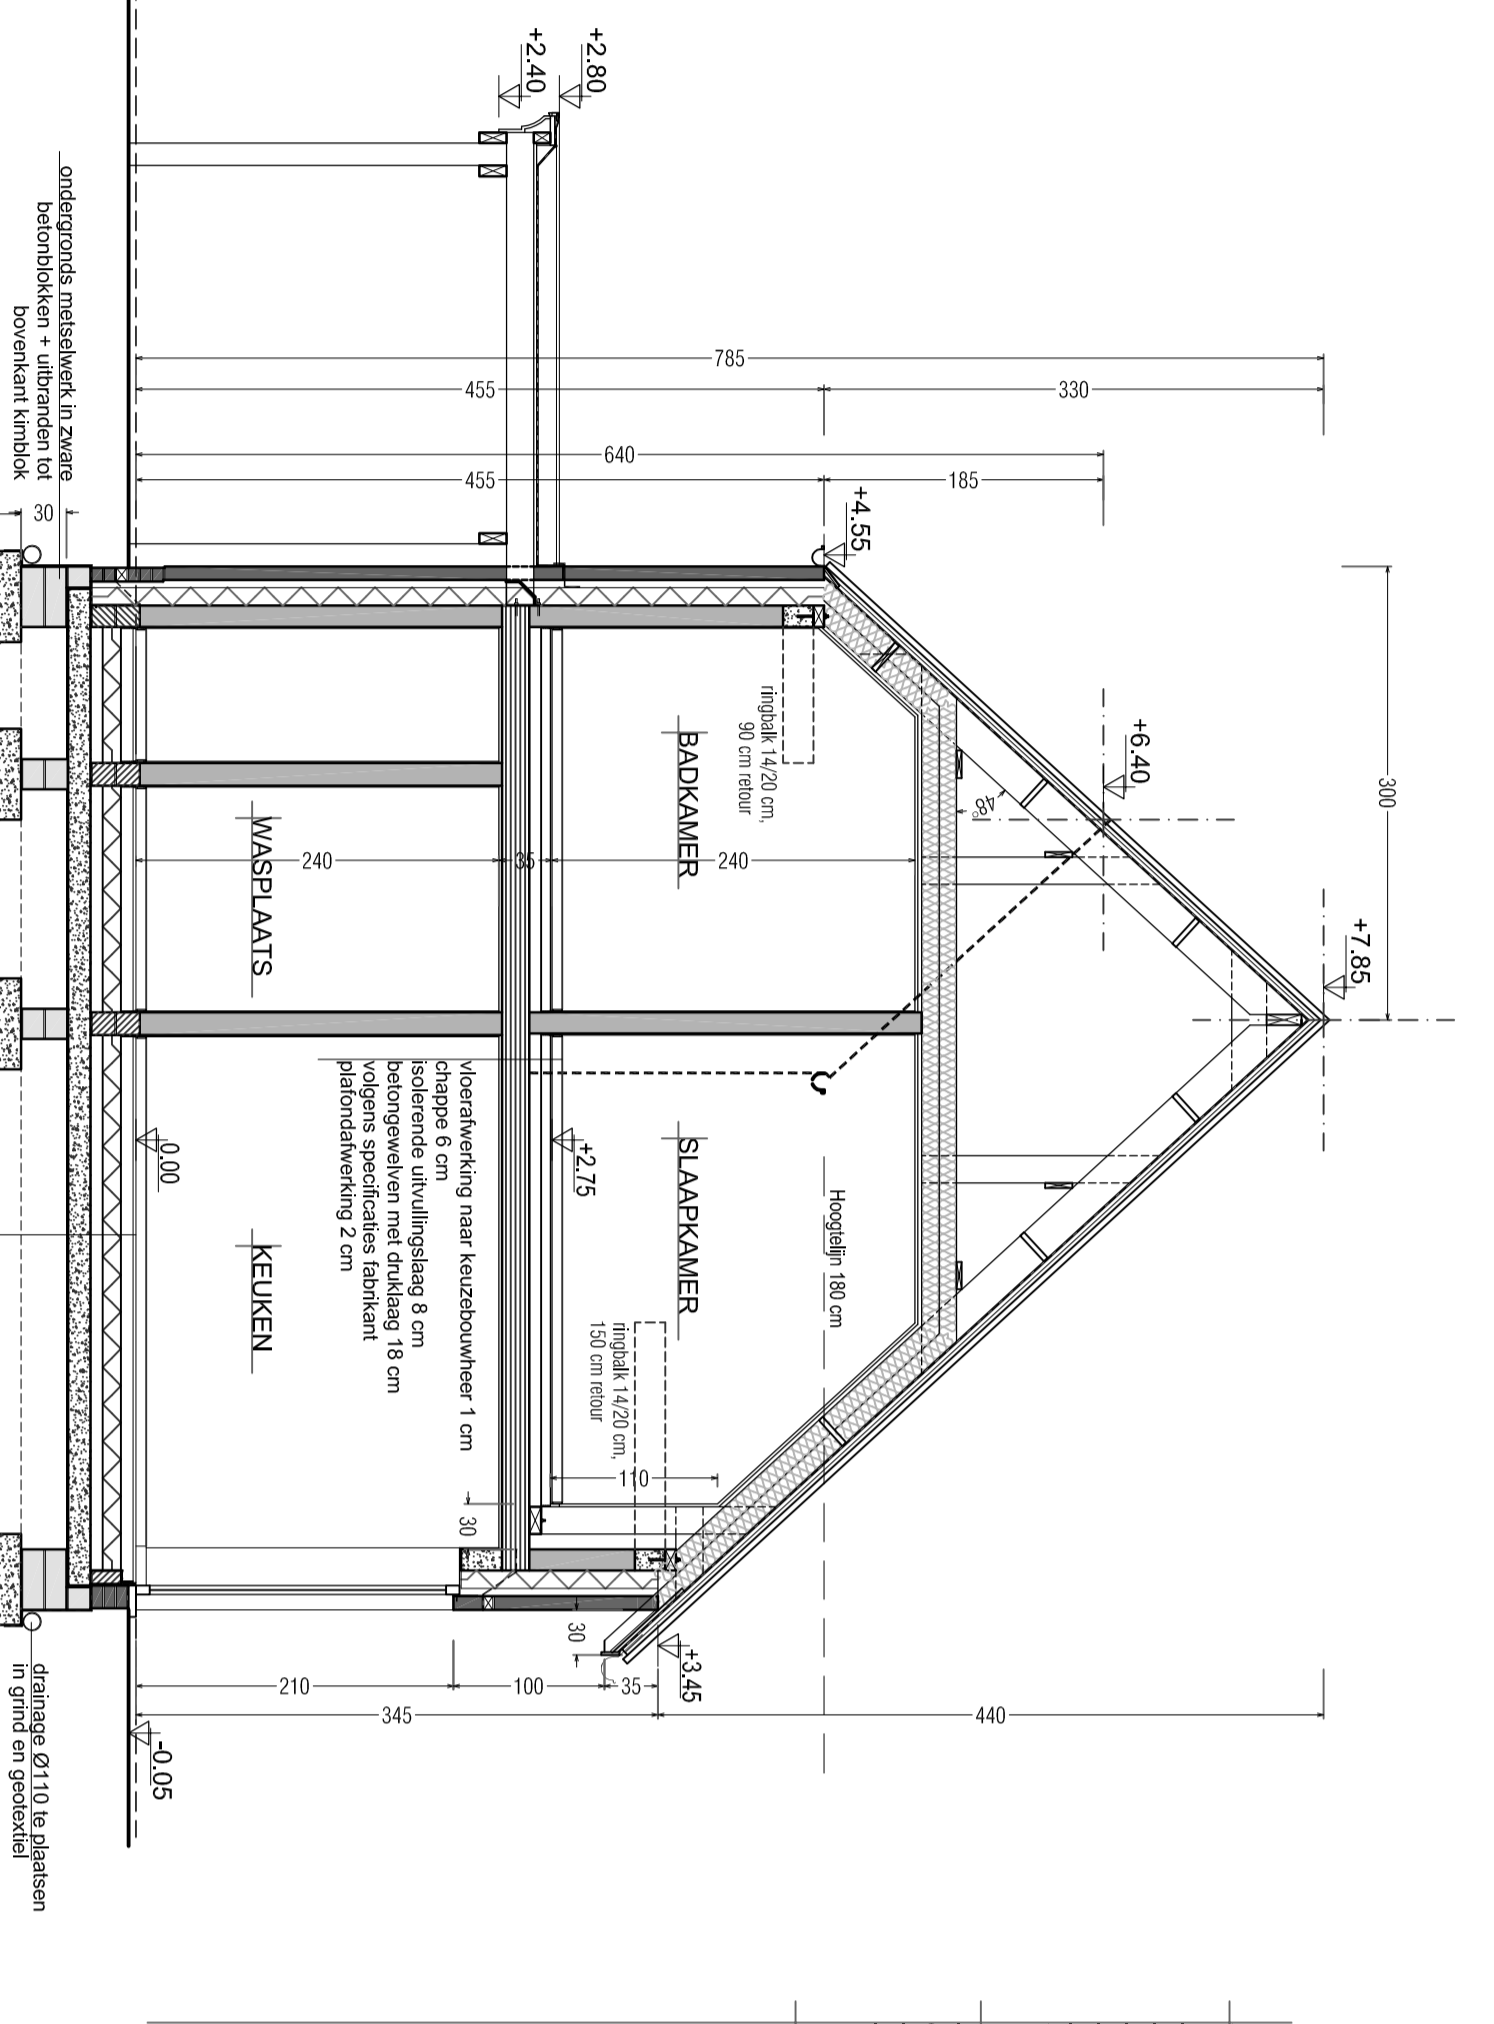 +7.85
300
+6.40
48°
+4.55
785
455
330
640
455
185
+2.80
+2.40
ringbalk 14/20 cm,
90 cm retour
BADKAMER
240
35
240
WASPLAATS
Hoogtelijn 180 cm
SLAAPKAMER
+2.75
ringbalk 14/20 cm,
150 cm retour
110
vloerafwerking naar keuzebouwheer 1 cm
chappe 6 cm
isolerende uitvullingslaag 8 cm
betongewelven met druklaag 18 cm
volgens specificaties fabrikant
plafondafwerking 2 cm
30
KEUKEN
0.00
30
+3.45
35
100
210
345
440
-0.05
ondergronds metselwerk in zware
betonblokken + uitbranden tot
bovenkant kimblok
30
drainage Ø110 te plaatsen
in grind en geotextiel